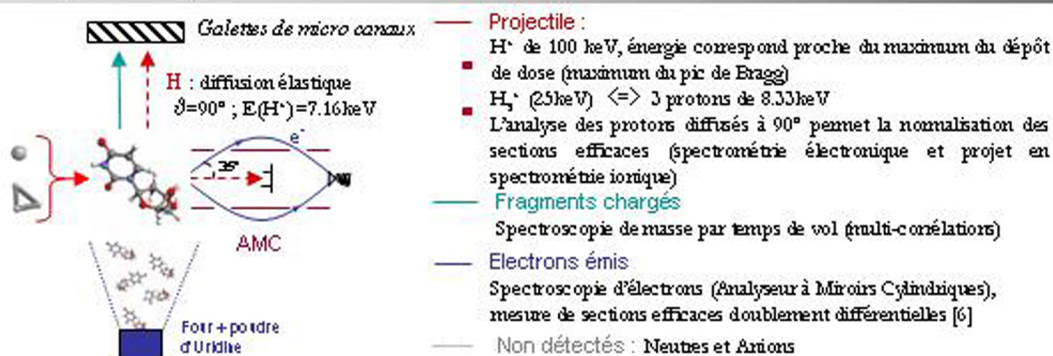 Galettes de micro canaux
H : diffusion élastique
ϑ=90° ; E(H⁺)=7.16keV
e⁻
35°
AMC
Four + poudre
d'Uridine
Projectile :
H⁺ de 100 keV, énergie correspond proche du maximum du dépôt
de dose (maximum du pic de Bragg)
H₃⁺ (25keV) <=> 3 protons de 8.33keV
L'analyse des protons diffusés à 90° permet la normalisation des
sections efficaces (spectrométrie électronique et projet en
spectrométrie ionique)
Fragments chargés
Spectroscopie de masse par temps de vol (multi-corrélations)
Electrons émis
Spectroscopie d'électrons (Analyseur à Miroirs Cylindriques),
mesure de sections efficaces doublement différentielles [6]
Non détectés : Neutres et Anions